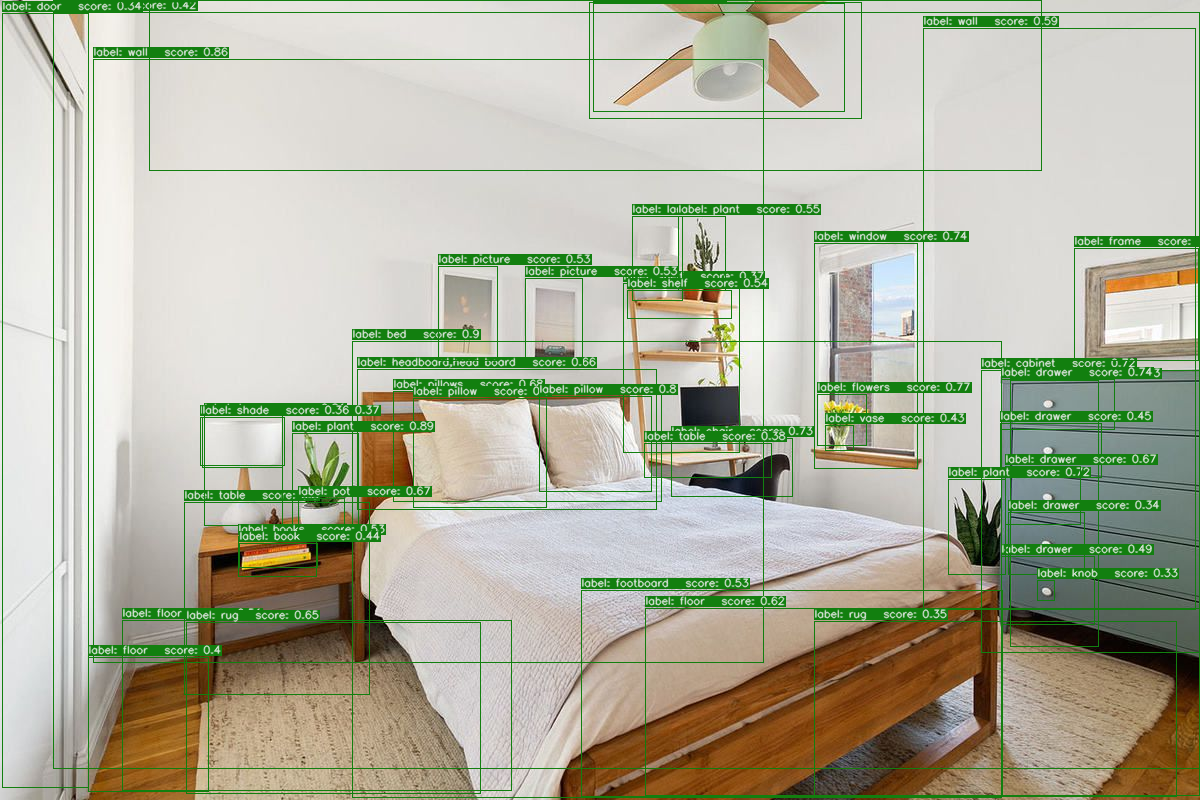 label: door score: 0.34
score: 0.42
label: wall score: 0.59
label: wall score: 0.86
label: plant score: 0.55
label: window score: 0.74
label: frame score:
label: picture score: 0.53
label: picture score: 0.53
label: shelf score: 0.54
label: bed score: 0.9
label: headboard,head board score: 0.66
label: cabinet score: 0.72
label: drawer score: 0.743
label: pillows score: 0.68
label: pillow score: 0.8
label: pillow
label: flowers score: 0.77
label: shade score: 0.36 0.37
label: vase score: 0.43
label: drawer score: 0.45
label: plant score: 0.89
label: chair score: 0.73
label: table score: 0.38
label: drawer score: 0.67
label: plant score: 0.72
label: table score:
label: pot score: 0.67
label: drawer score: 0.34
label: books score: 0.53
label: book score: 0.44
label: drawer score: 0.49
label: knob score: 0.33
label: footboard score: 0.53
label: floor score: 0.62
label: floor
label: rug score: 0.65
label: rug score: 0.35
label: floor score: 0.4